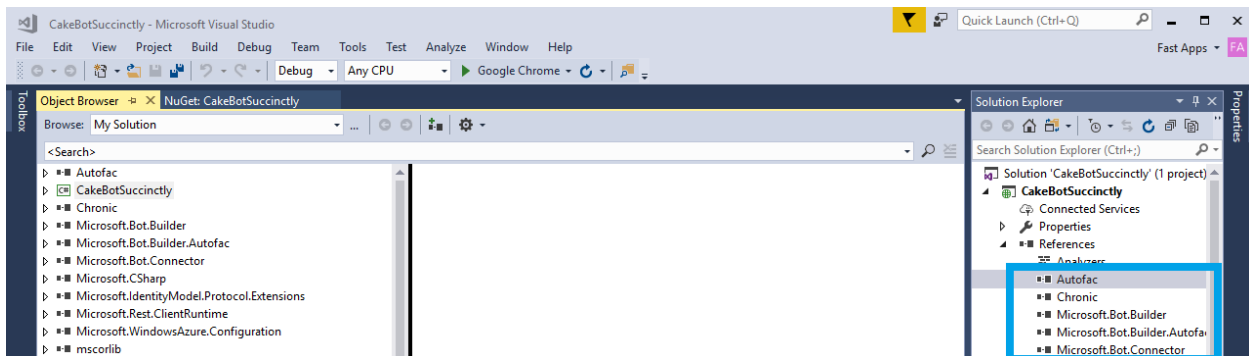 CakeBotSuccinctly - Microsoft Visual Studio
Quick Launch (Ctrl+Q)
File Edit View Project Build Debug Team Tools Test Analyze Window Help
Fast Apps FA
Debug Any CPU Google Chrome
Toolbox
Object Browser NuGet: CakeBotSuccinctly
Browse: My Solution ...
<Search>
Autofac
CakeBotSuccinctly
Chronic
Microsoft.Bot.Builder
Microsoft.Bot.Builder.Autofac
Microsoft.Bot.Connector
Microsoft.CSharp
Microsoft.IdentityModel.Protocol.Extensions
Microsoft.Rest.ClientRuntime
Microsoft.WindowsAzure.Configuration
mscorlib
Solution Explorer
Search Solution Explorer (Ctrl+;)
Solution 'CakeBotSuccinctly' (1 project)
CakeBotSuccinctly
Connected Services
Properties
References
Analyzers
Autofac
Chronic
Microsoft.Bot.Builder
Microsoft.Bot.Builder.Autofa
Microsoft.Bot.Connector
Properties